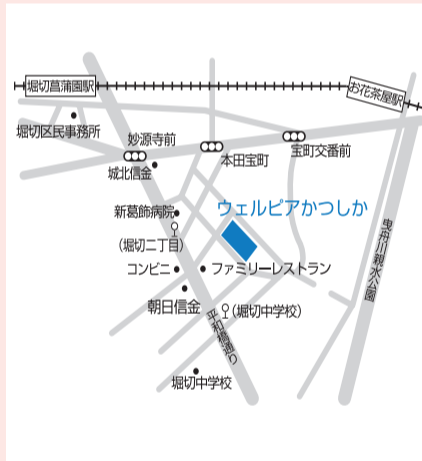 堀切菖蒲園駅
お花茶屋駅
堀切区民事務所
妙源寺前
宝町交番前
本田宝町
城北信金
新葛飾病院
ウェルピアかつしか
(堀切二丁目)
曳舟川親水公園
コンビニ
ファミリーレストラン
朝日信金
(堀切中学校)
平和橋通り
堀切中学校